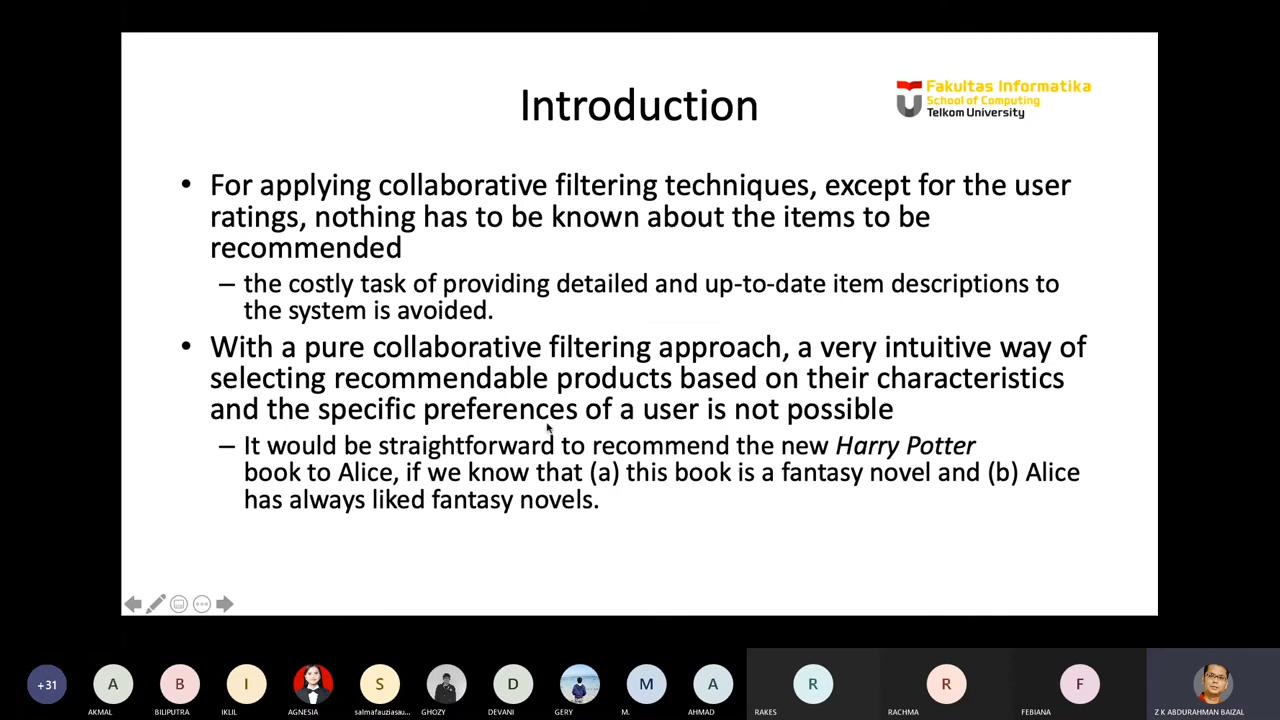 Introduction
Fakultas Informatika
School of Computing
Telkom University
• For applying collaborative filtering techniques, except for the user
ratings, nothing has to be known about the items to be
recommended
– the costly task of providing detailed and up-to-date item descriptions to
the system is avoided.
• With a pure collaborative filtering approach, a very intuitive way of
selecting recommendable products based on their characteristics
and the specific preferences of a user is not possible
– It would be straightforward to recommend the new Harry Potter
book to Alice, if we know that (a) this book is a fantasy novel and (b) Alice
has always liked fantasy novels.
+31 A B I S D M A R R F
AKMAL BILIPUTRA IKLIL AGNESIA salmafauziasau... GHOZY DEVANI GERY M. AHMAD RAKES RACHMA FEBIANA Z K ABDURAHMAN BAIZAL